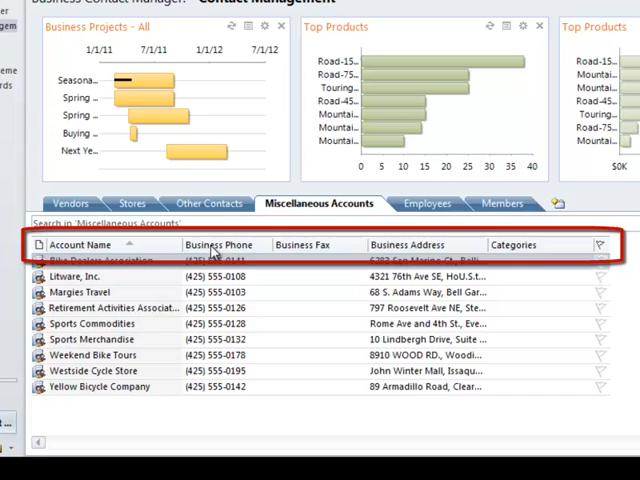 Business Contact Manager: Contact Management
Business Projects - All
1/1/11 7/1/11 1/1/12 7/1/12
Seasona...
Spring ...
Spring ...
Buying ...
Next Ye...
Top Products
Road-15...
Road-75...
Touring...
Road-45...
Mountai...
Mountai...
Mountai...
0 5 10 15 20 25 30 35 40
Top Products
Road-15...
Mountai...
Road-45...
Mountai...
Touring...
Road-75...
Mountai...
$0K
Vendors Stores Other Contacts Miscellaneous Accounts Employees Members
Search in 'Miscellaneous Accounts'
Account Name Business Phone Business Fax Business Address Categories
Bike Dealers Association (425) 555-0141
Litware, Inc. (425) 555-0108 4321 76th Ave SE, HoU.S.t...
Margies Travel (425) 555-0103 68 S. Adams Way, Bell Gar...
Retirement Activities Associat... (425) 555-0126 797 Roosevelt Ave NE, Ste...
Sports Commodities (425) 555-0128 Rome Ave and 4th St., Eve...
Sports Merchandise (425) 555-0132 10 Lindbergh Drive, Suite ...
Weekend Bike Tours (425) 555-0178 8910 WOOD RD., Woodi...
Westside Cycle Store (425) 555-0195 John Winter Mall, Issaqu...
Yellow Bicycle Company (425) 555-0142 89 Armadillo Road, Clear...